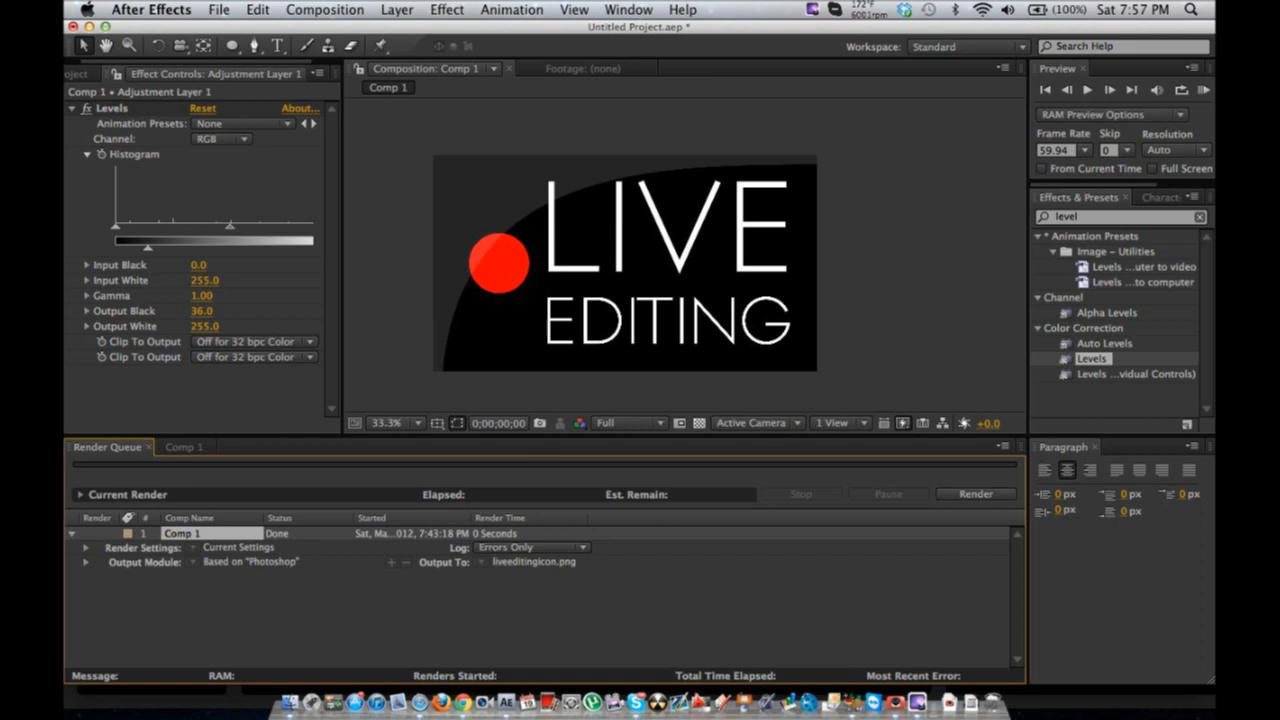 After Effects File Edit Composition Layer Effect Animation View Window Help 172°F 6001rpm (100%) Sat 7:57 PM
Untitled Project.aep *
Workspace: Standard Search Help
oject Effect Controls: Adjustment Layer 1
Comp 1 • Adjustment Layer 1
fx Levels Reset About...
Animation Presets: None
Channel: RGB
Histogram
Input Black 0.0
Input White 255.0
Gamma 1.00
Output Black 36.0
Output White 255.0
Clip To Output Off for 32 bpc Color
Clip To Output Off for 32 bpc Color
Composition: Comp 1 Footage: (none)
Comp 1
LIVE
EDITING
33.3% 0;00;00;00 Full Active Camera 1 View +0.0
Preview
RAM Preview Options
Frame Rate Skip Resolution
59.94 0 Auto
From Current Time Full Screen
Effects & Presets Charact
level
* Animation Presets
Image – Utilities
Levels ...uter to video
Levels ...to computer
Channel
Alpha Levels
Color Correction
Auto Levels
Levels
Levels ...vidual Controls)
Render Queue Comp 1
Current Render Elapsed: Est. Remain: Stop Pause Render
Render # Comp Name Status Started Render Time
1 Comp 1 Done Sat, Ma...012, 7:43:18 PM 0 Seconds
Render Settings: Current Settings Log: Errors Only
Output Module: Based on "Photoshop" + − Output To: liveeditingicon.png
Message: RAM: Renders Started: Total Time Elapsed: Most Recent Error:
Paragraph
0 px 0 px 0 px
0 px 0 px
AE 19